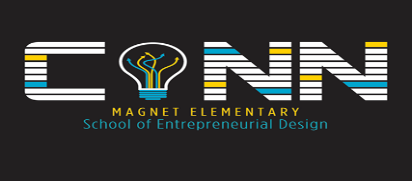 CONN
MAGNET ELEMENTARY
School of Entrepreneurial Design